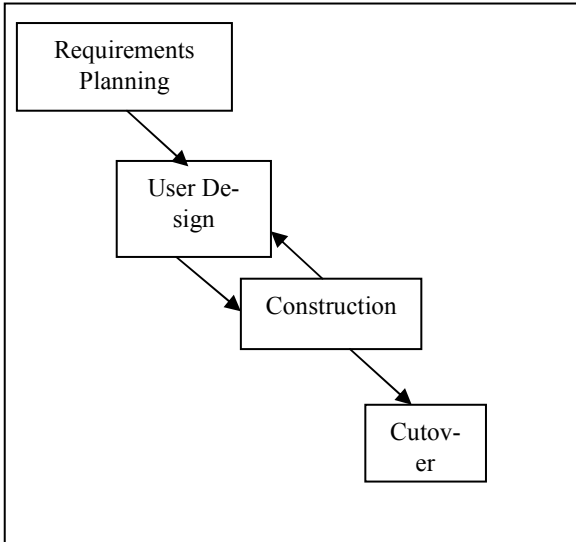 Requirements
Planning
User De-
sign
Construction
Cutov-
er